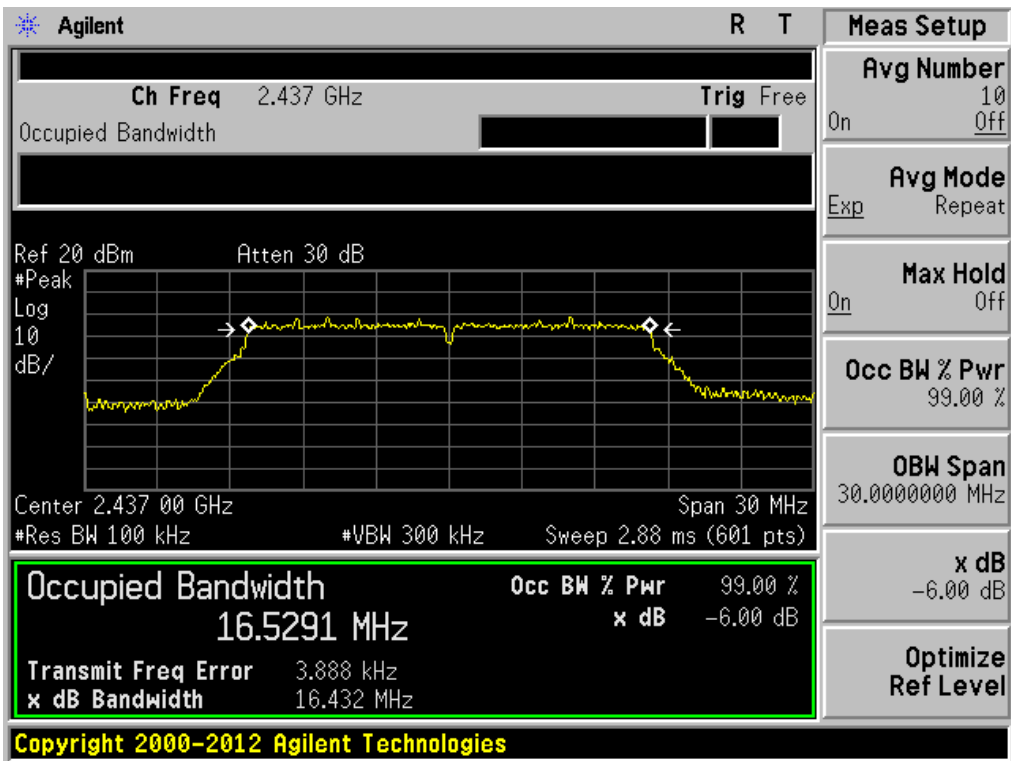 Agilent R T
Ch Freq 2.437 GHz Trig Free
Occupied Bandwidth
Ref 20 dBm Atten 30 dB
#Peak
Log
10
dB/
Center 2.437 00 GHz Span 30 MHz
#Res BW 100 kHz #VBW 300 kHz Sweep 2.88 ms (601 pts)
Occupied Bandwidth Occ BW % Pwr 99.00 %
16.5291 MHz x dB -6.00 dB
Transmit Freq Error 3.888 kHz
x dB Bandwidth 16.432 MHz
Copyright 2000-2012 Agilent Technologies
Meas Setup
Avg Number
10
On Off
Avg Mode
Exp Repeat
Max Hold
On Off
Occ BW % Pwr
99.00 %
OBW Span
30.0000000 MHz
x dB
-6.00 dB
Optimize
Ref Level